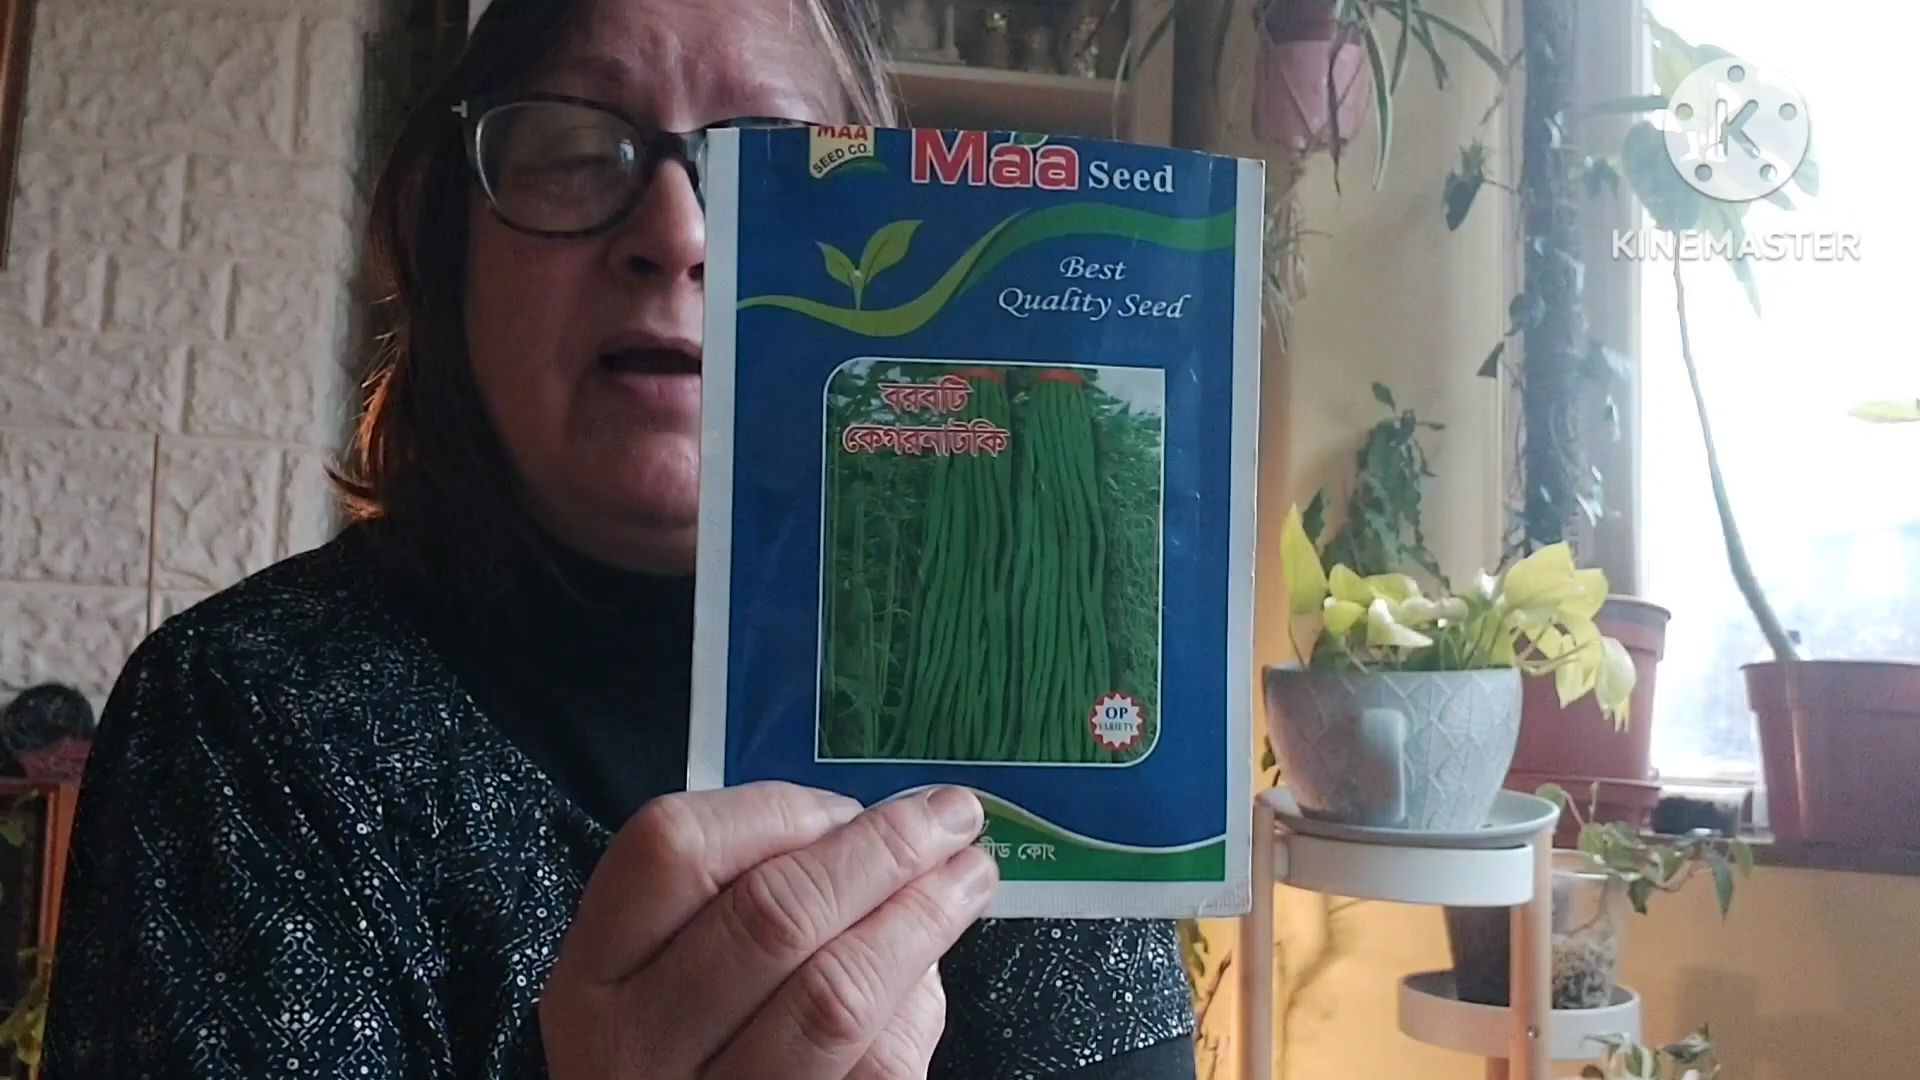 MAA
SEED CO.
Maa Seed
Best
Quality Seed
বরবটি
কেগরনাটকি
OP
VARIETY
সীড কোং
KINEMASTER